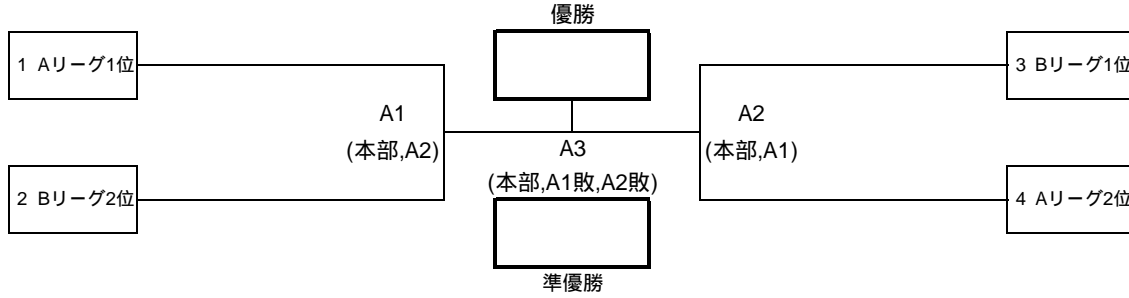 優勝
1 Aリーグ1位
3 Bリーグ1位
A1
A2
(本部,A2)
A3
(本部,A1)
(本部,A1敗,A2敗)
2 Bリーグ2位
4 Aリーグ2位
準優勝